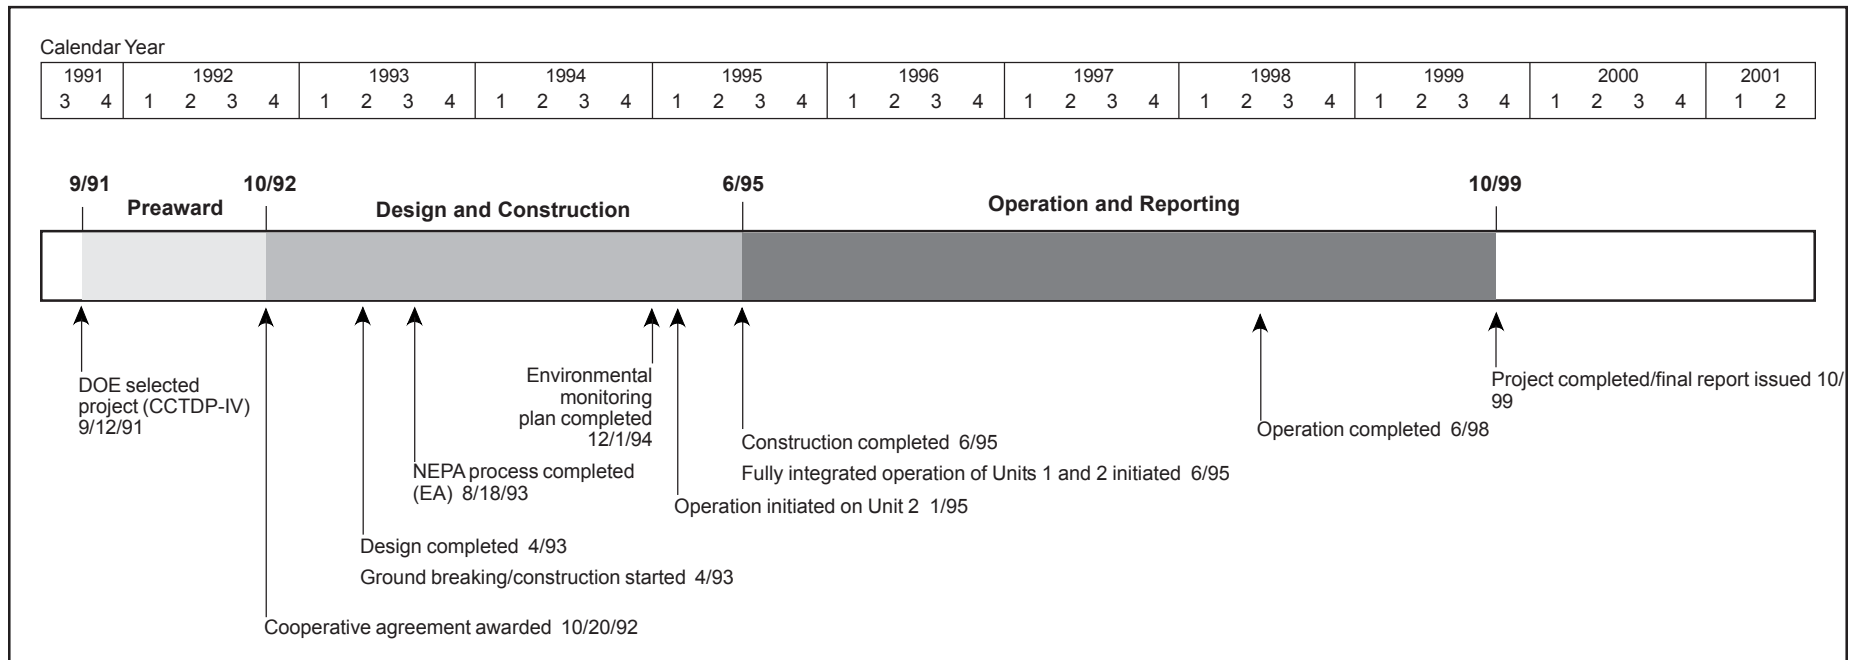 Calendar Year
1991 1992 1993 1994 1995 1996 1997 1998 1999 2000 2001
3 4 1 2 3 4 1 2 3 4 1 2 3 4 1 2 3 4 1 2 3 4 1 2 3 4 1 2 3 4 1 2 3 4 1 2 3 4 1 2
9/91 10/92 6/95 10/99
Preaward Design and Construction Operation and Reporting
DOE selected
project (CCTDP-IV)
9/12/91
Environmental
monitoring
plan completed
12/1/94
Project completed/final report issued 10/
99
Construction completed 6/95
Operation completed 6/98
NEPA process completed
(EA) 8/18/93
Fully integrated operation of Units 1 and 2 initiated 6/95
Operation initiated on Unit 2 1/95
Design completed 4/93
Ground breaking/construction started 4/93
Cooperative agreement awarded 10/20/92